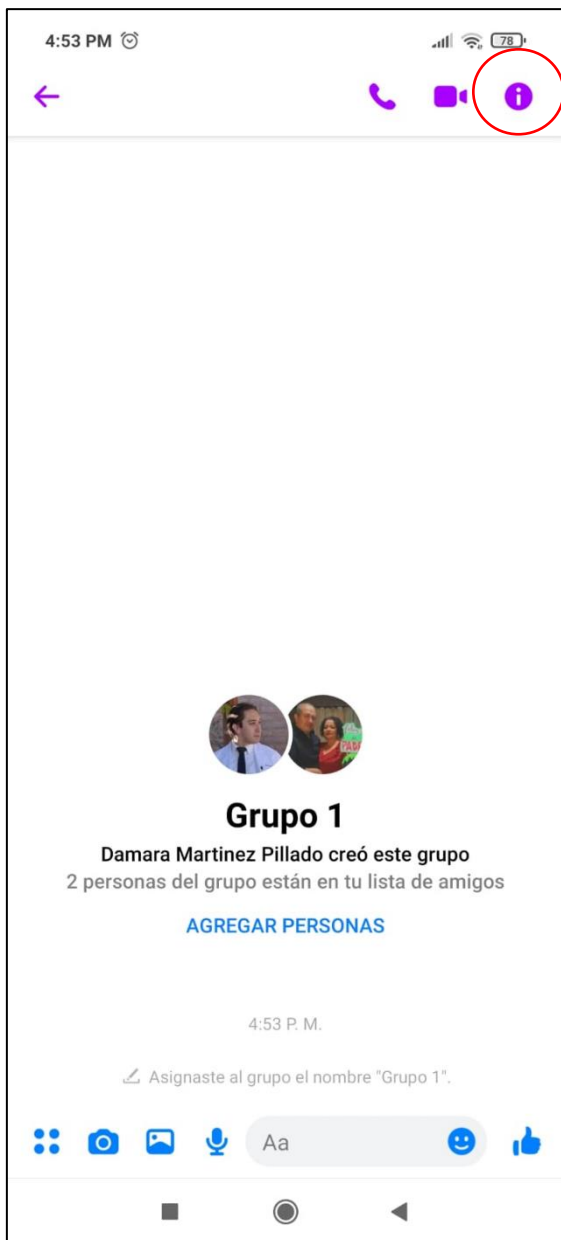 4:53 PM 78
Grupo 1
Damara Martinez Pillado creó este grupo
2 personas del grupo están en tu lista de amigos
AGREGAR PERSONAS
4:53 P. M.
Asignaste al grupo el nombre "Grupo 1".
Aa